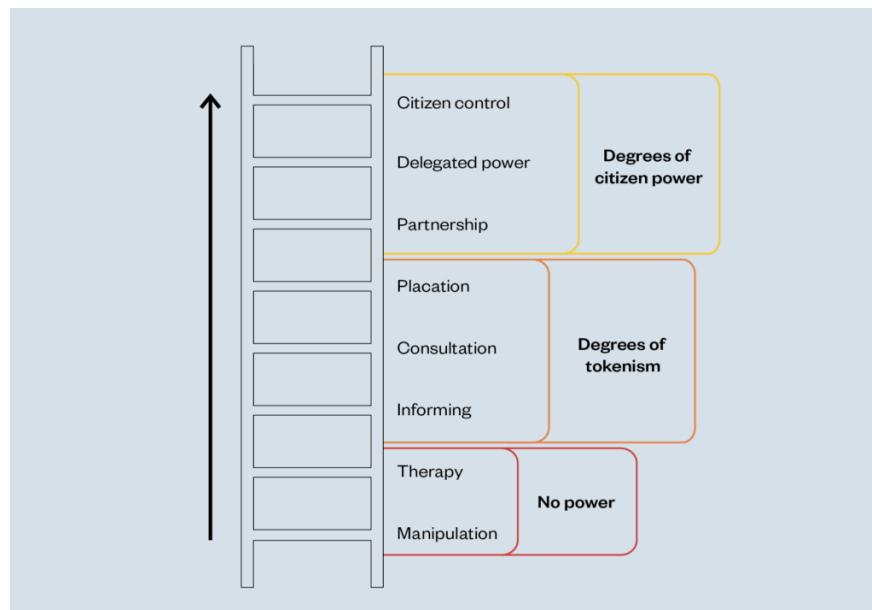 Citizen control
Delegated power
Partnership
Degrees of
citizen power
Placation
Consultation
Informing
Degrees of
tokenism
Therapy
Manipulation
No power